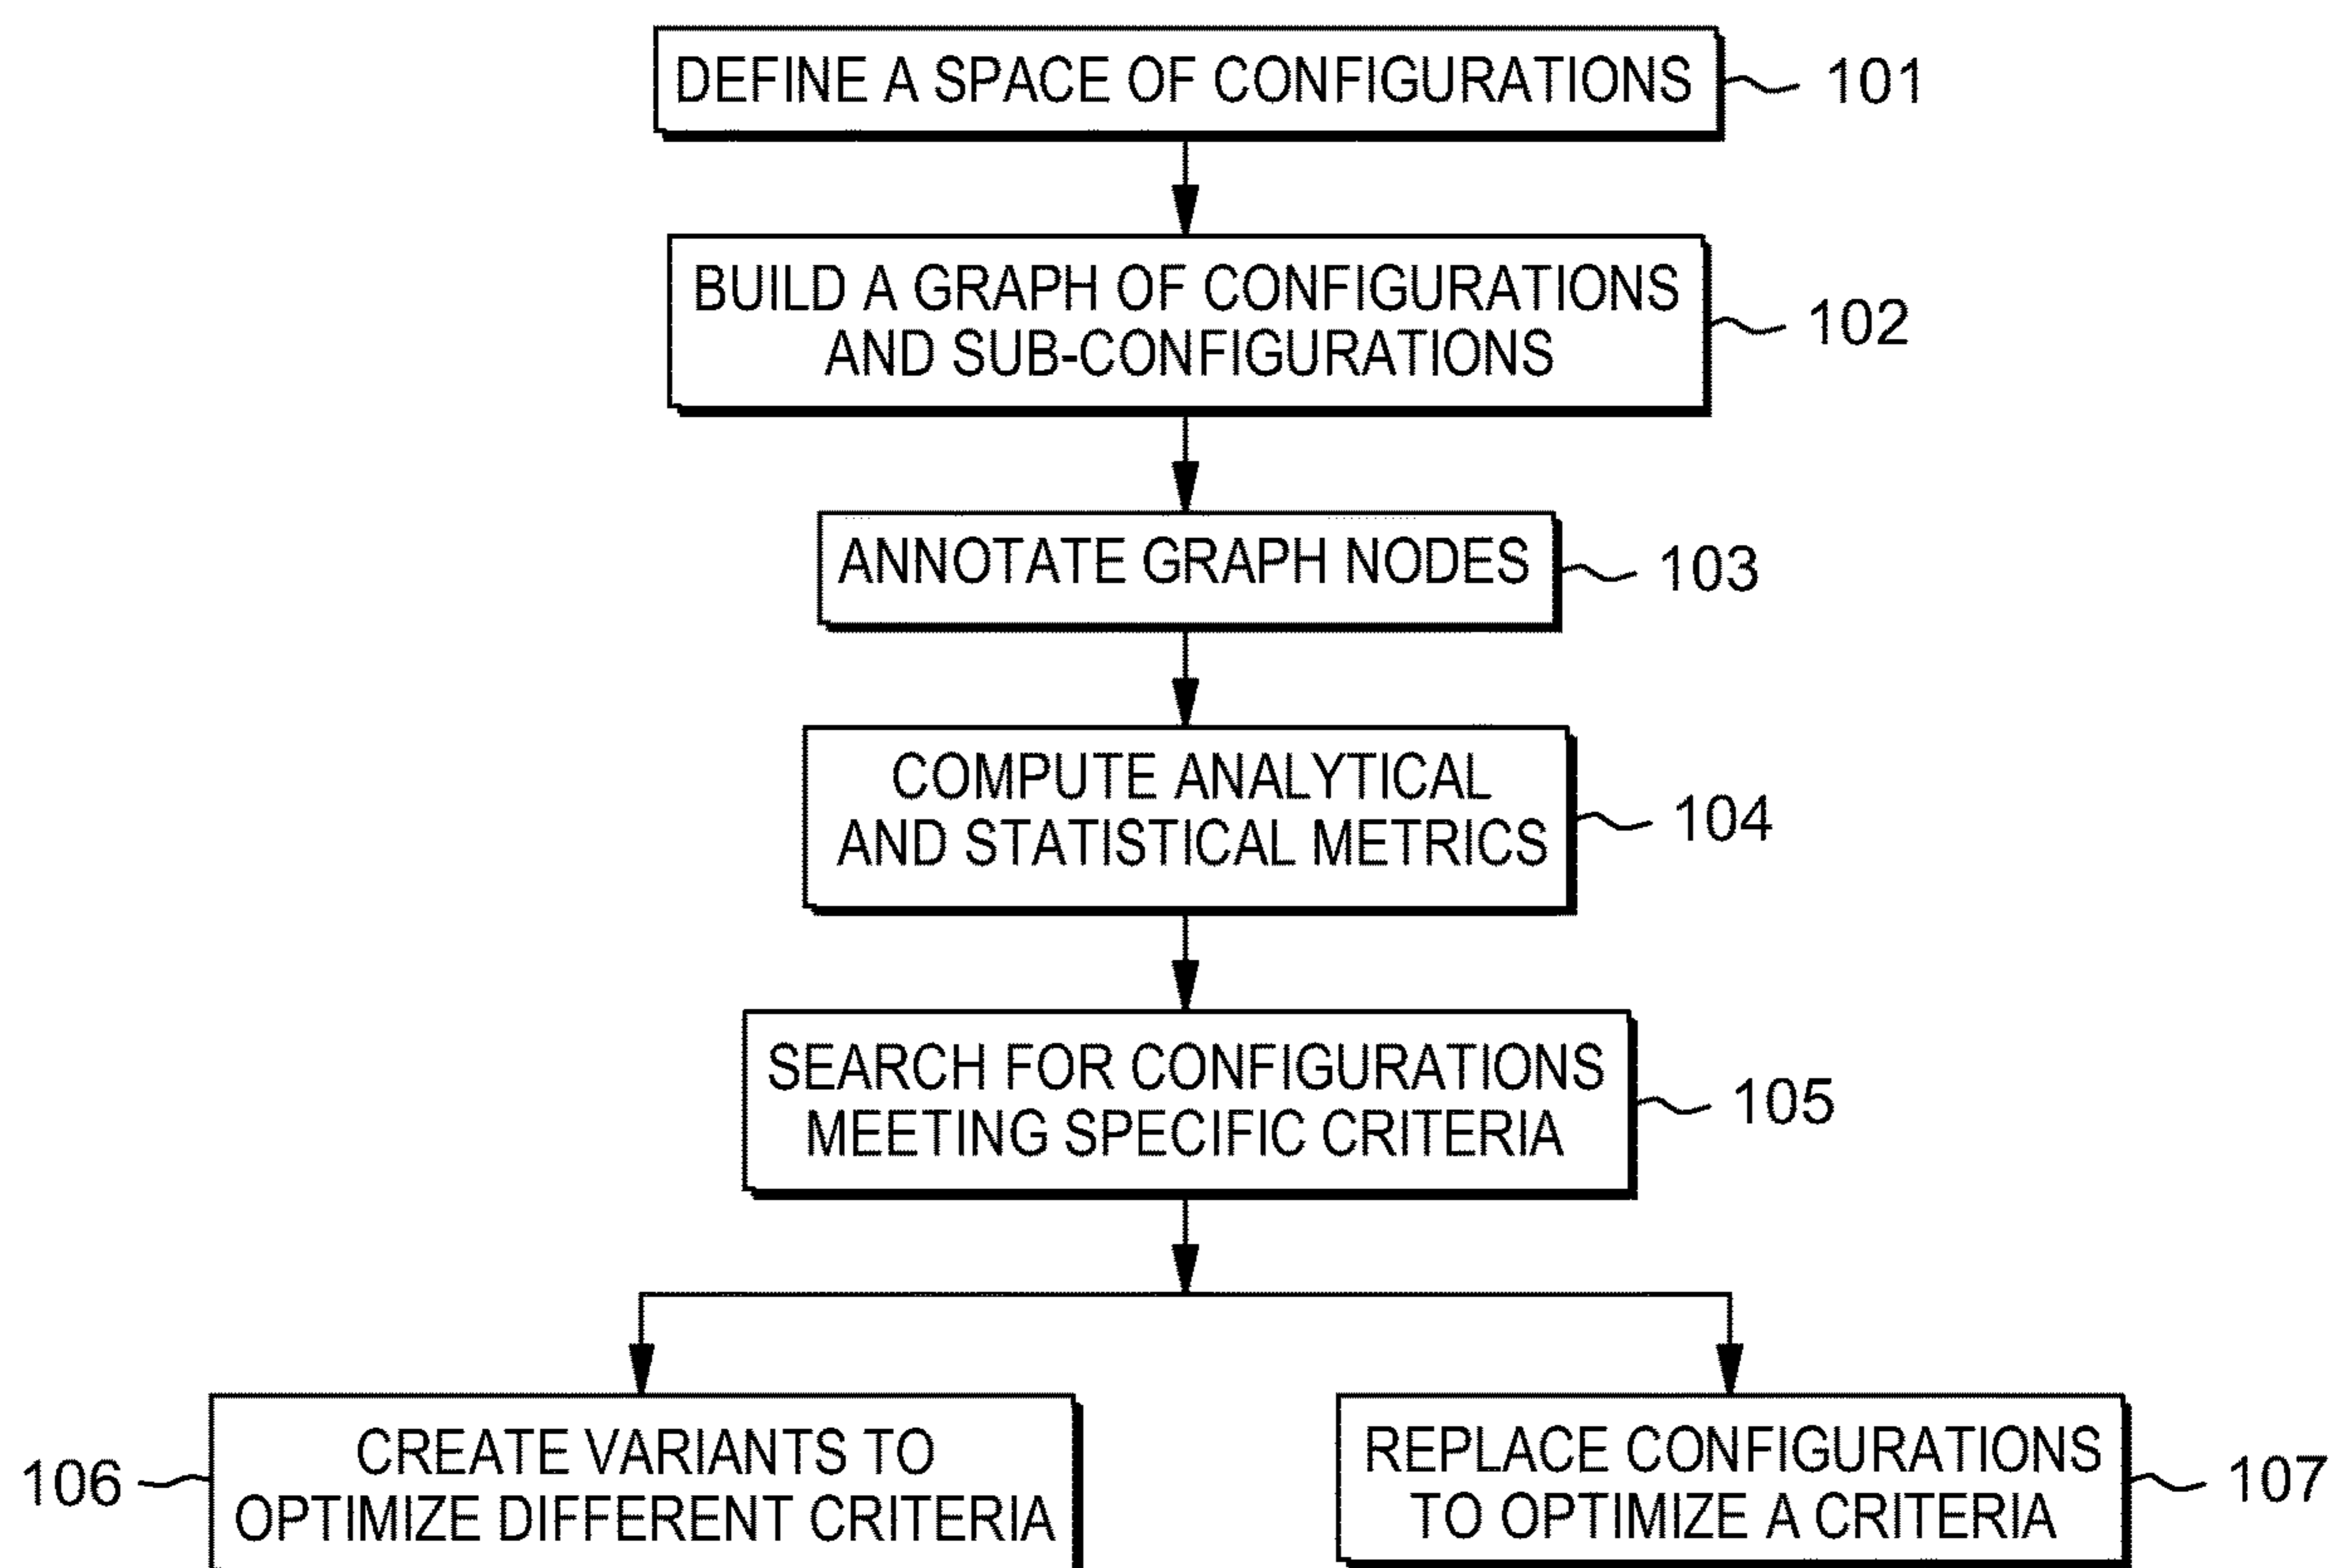 DEFINE A SPACE OF CONFIGURATIONS
101
BUILD A GRAPH OF CONFIGURATIONS
AND SUB-CONFIGURATIONS
102
ANNOTATE GRAPH NODES
103
COMPUTE ANALYTICAL
AND STATISTICAL METRICS
104
SEARCH FOR CONFIGURATIONS
MEETING SPECIFIC CRITERIA
105
106
CREATE VARIANTS TO
OPTIMIZE DIFFERENT CRITERIA
REPLACE CONFIGURATIONS
TO OPTIMIZE A CRITERIA
107